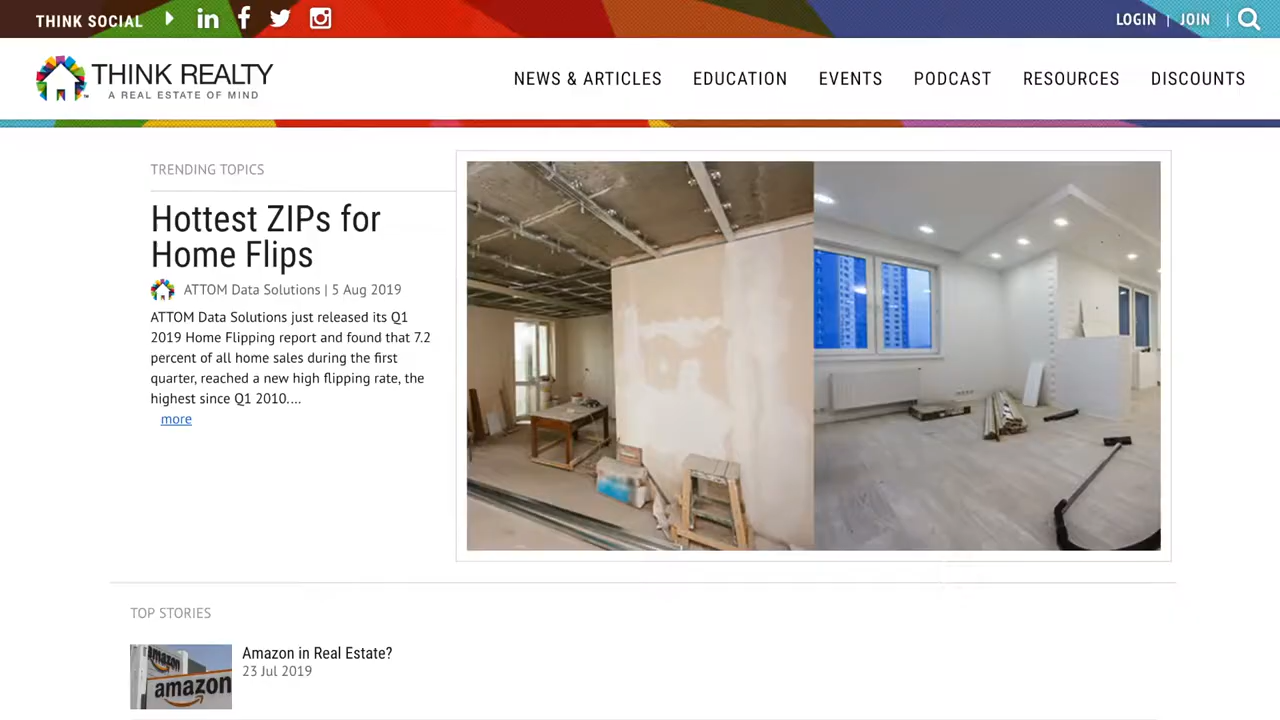 THINK SOCIAL
LOGIN | JOIN |
THINK REALTY
A REAL ESTATE OF MIND
NEWS & ARTICLES EDUCATION EVENTS PODCAST RESOURCES DISCOUNTS
TRENDING TOPICS
Hottest ZIPs for
Home Flips
ATTOM Data Solutions | 5 Aug 2019
ATTOM Data Solutions just released its Q1
2019 Home Flipping report and found that 7.2
percent of all home sales during the first
quarter, reached a new high flipping rate, the
highest since Q1 2010....
more
TOP STORIES
amazon
amazon
Amazon in Real Estate?
23 Jul 2019